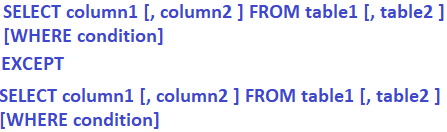 SELECT column1 [, column2 ] FROM table1 [, table2 ]
[WHERE condition]
EXCEPT
SELECT column1 [, column2 ] FROM table1 [, table2 ]
[WHERE condition]